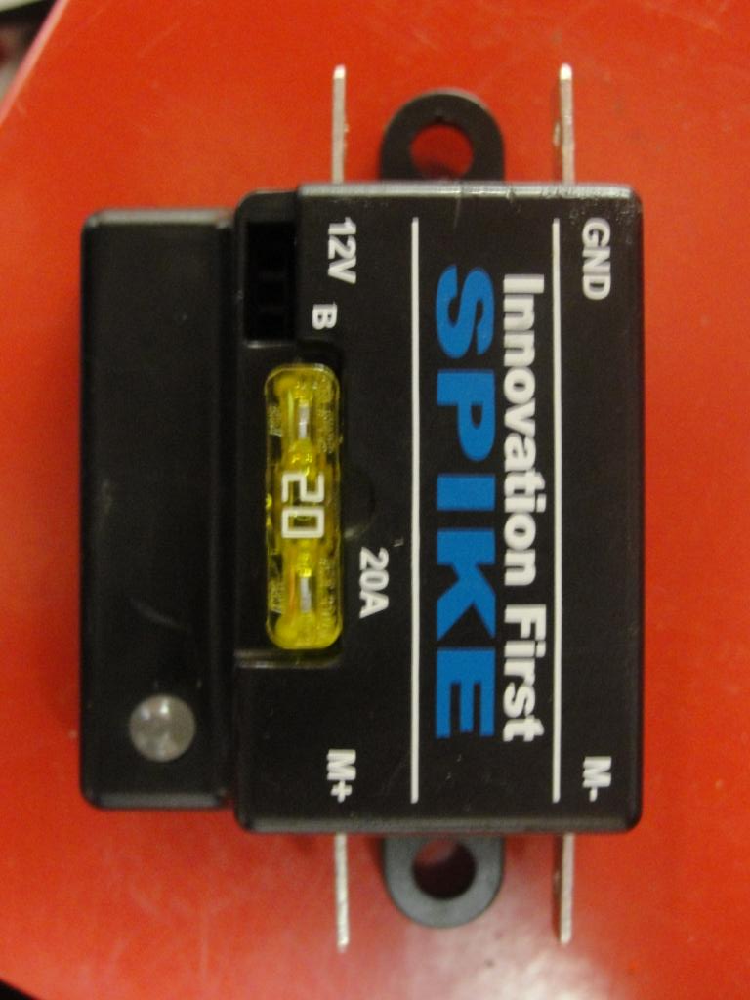 GND M-
Innovation First
SPIKE
20A
12V M+
B
20